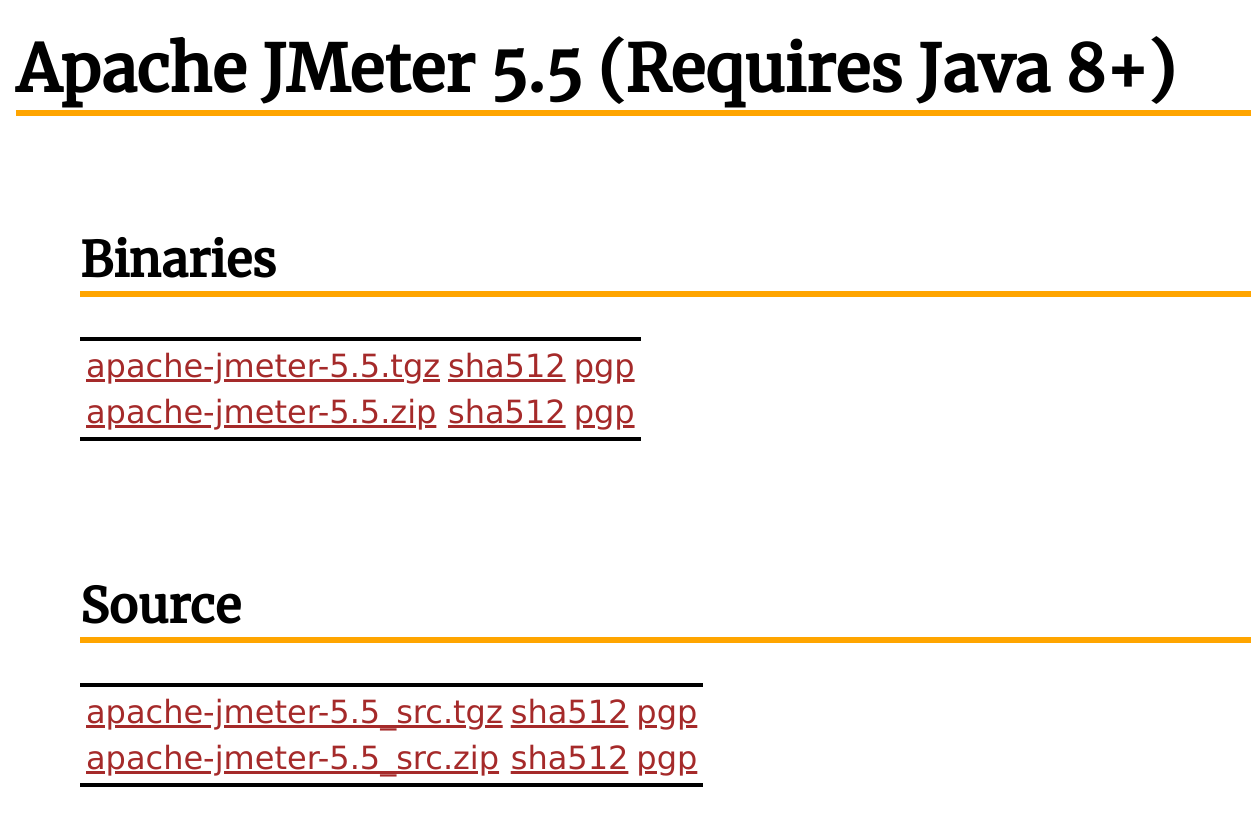 Apache JMeter 5.5 (Requires Java 8+)
Binaries
apache-jmeter-5.5.tgz sha512 pgp
apache-jmeter-5.5.zip sha512 pgp
Source
apache-jmeter-5.5_src.tgz sha512 pgp
apache-jmeter-5.5_src.zip sha512 pgp